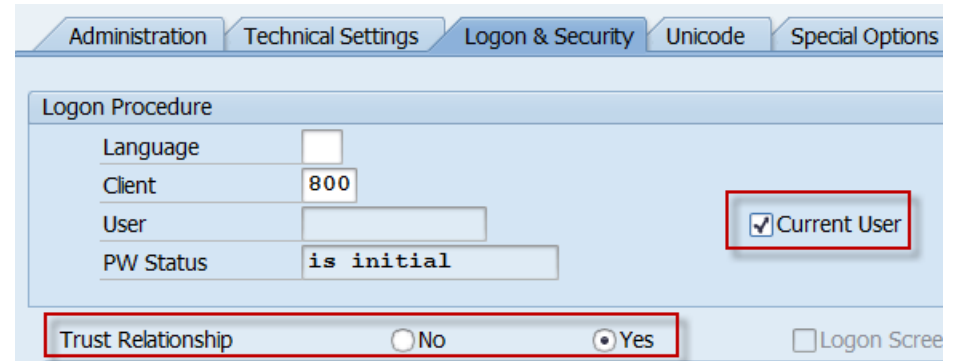 Administration Technical Settings Logon & Security Unicode Special Options
Logon Procedure
Language
Client 800
User Current User
PW Status is initial
Trust Relationship No Yes Logon Scree